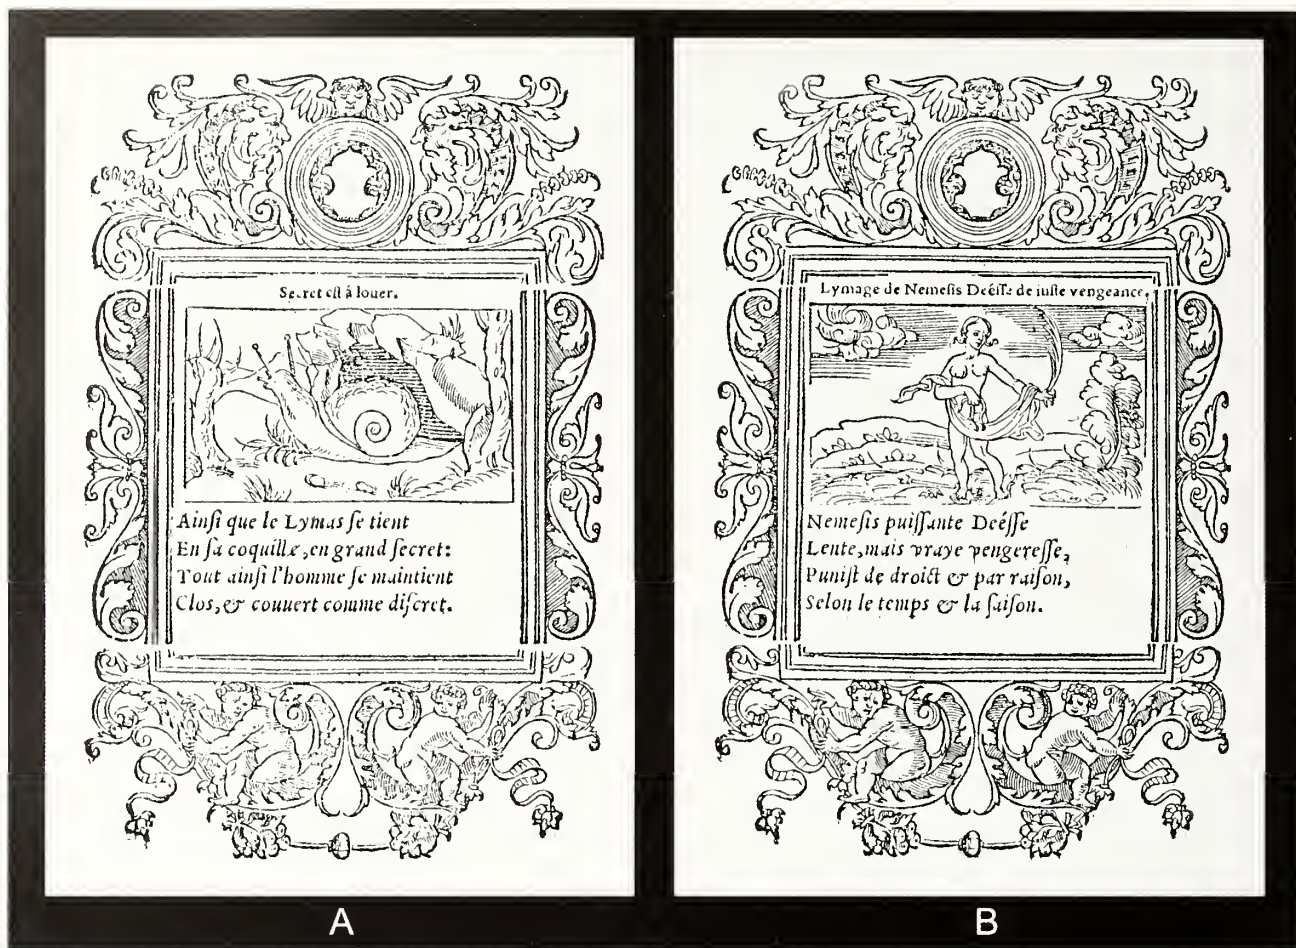 Secret est à louer.
Ainſi que le Lymas ſe tient
En ſa coquille, en grand ſecret:
Tout ainſi l'homme ſe maintient
Clos, & couuert comme diſcret.
A
Lymage de Nemeſis Deéſſe de iuſte vengeance.
Nemeſis puiſſante Deéſſe
Lente, mais vraye vengereſſe,
Puniſt de droict & par raiſon,
Selon le temps & la ſaiſon.
B